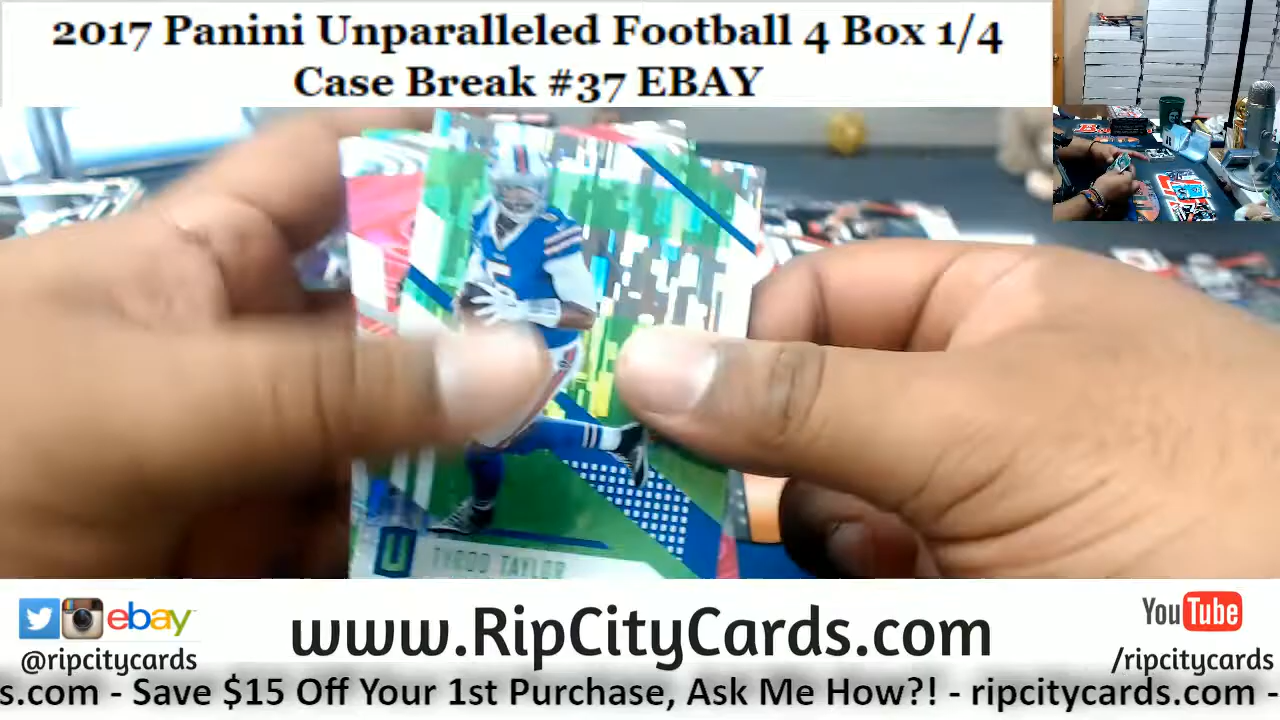 2017 Panini Unparalleled Football 4 Box 1/4
Case Break #37 EBAY
TYROD TAYLOR
ebay
@ripcitycards
www.RipCityCards.com
YouTube
/ripcitycards
s.com - Save $15 Off Your 1st Purchase, Ask Me How?! - ripcitycards.com -